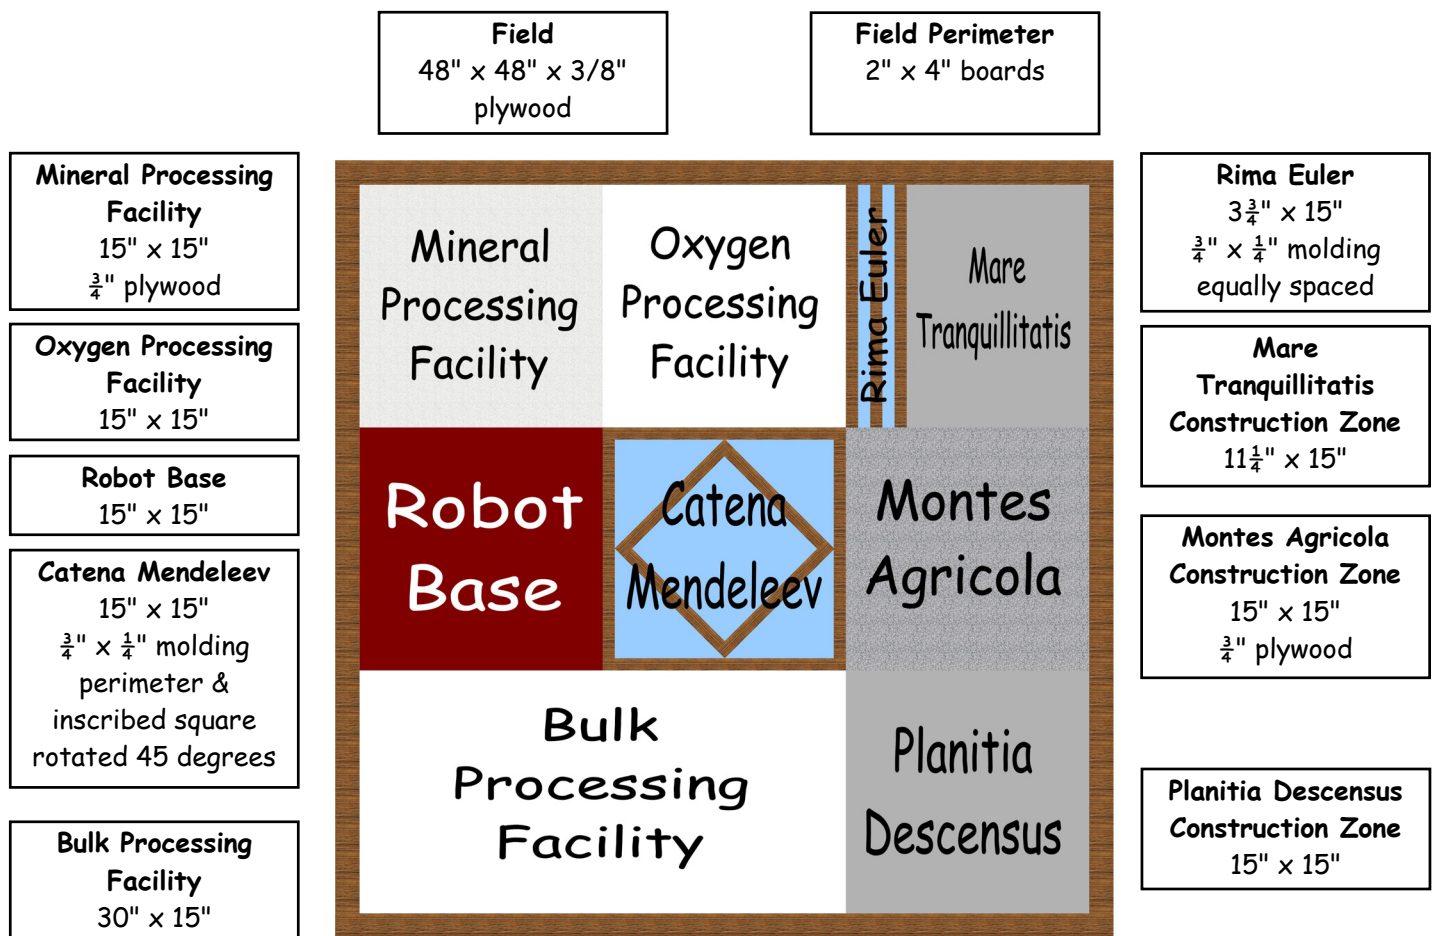 Field
48" x 48" x 3/8"
plywood
Field Perimeter
2" x 4" boards
Mineral Processing
Facility
15" x 15"
¾" plywood
Oxygen Processing
Facility
15" x 15"
Robot Base
15" x 15"
Catena Mendeleev
15" x 15"
¾" x ¼" molding
perimeter &
inscribed square
rotated 45 degrees
Bulk Processing
Facility
30" x 15"
Mineral
Processing
Facility
Oxygen
Processing
Facility
Rima Euler
Mare
Tranquillitatis
Robot
Base
Catena
Mendeleev
Montes
Agricola
Bulk
Processing
Facility
Planitia
Descensus
Rima Euler
3¾" x 15"
¾" x ¼" molding
equally spaced
Mare
Tranquillitatis
Construction Zone
11¼" x 15"
Montes Agricola
Construction Zone
15" x 15"
¾" plywood
Planitia Descensus
Construction Zone
15" x 15"